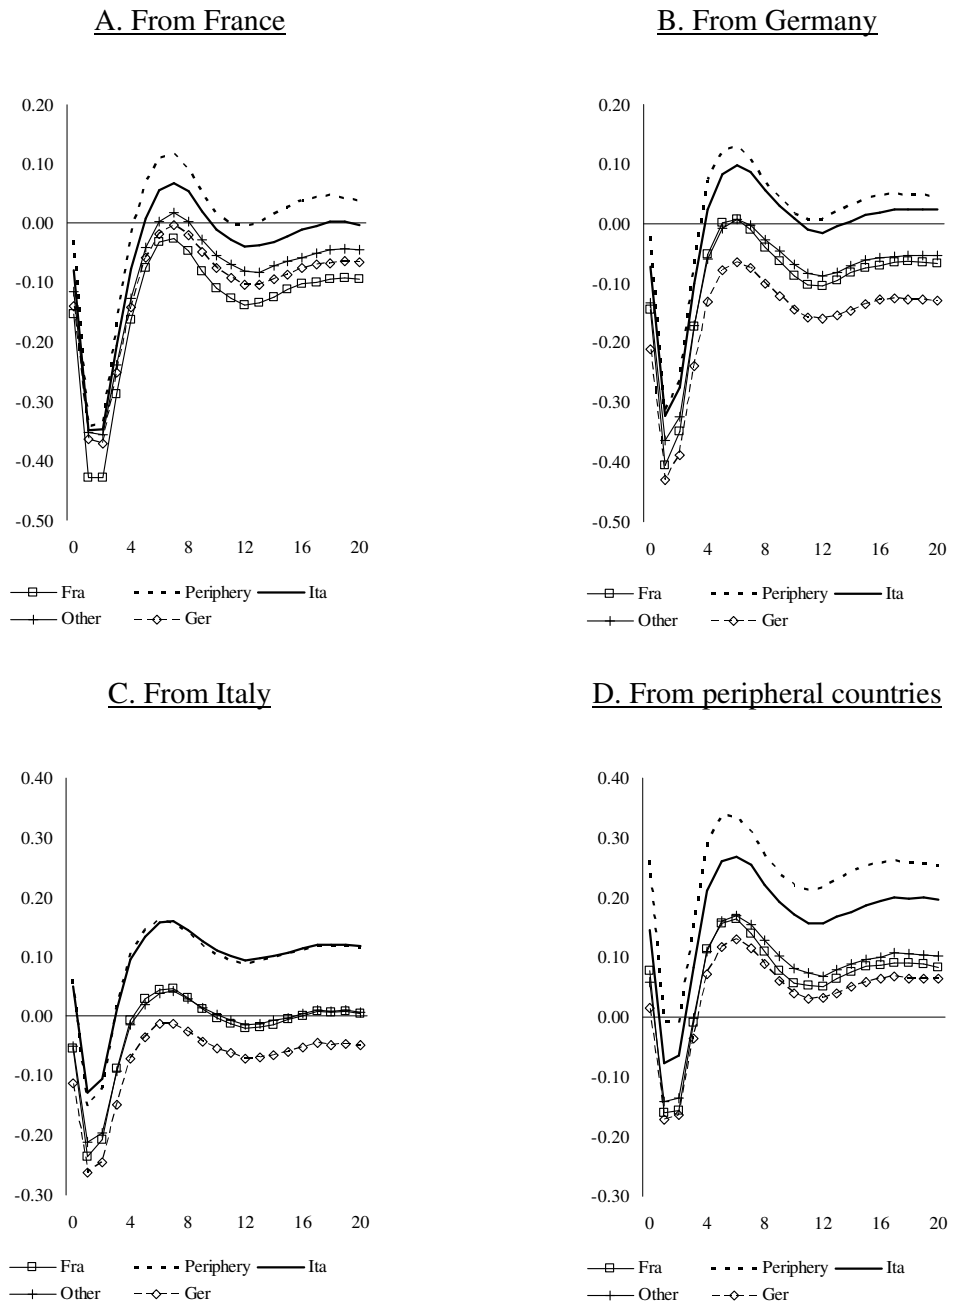 A. From France
B. From Germany
0.20
0.10
0.00
-0.10
-0.20
-0.30
-0.40
-0.50
0 4 8 12 16 20
Fra Periphery Ita
Other Ger
0.20
0.10
0.00
-0.10
-0.20
-0.30
-0.40
-0.50
0 4 8 12 16 20
Fra Periphery Ita
Other Ger
C. From Italy
D. From peripheral countries
0.40
0.30
0.20
0.10
0.00
-0.10
-0.20
-0.30
0 4 8 12 16 20
Fra Periphery Ita
Other Ger
0.40
0.30
0.20
0.10
0.00
-0.10
-0.20
-0.30
0 4 8 12 16 20
Fra Periphery Ita
Other Ger